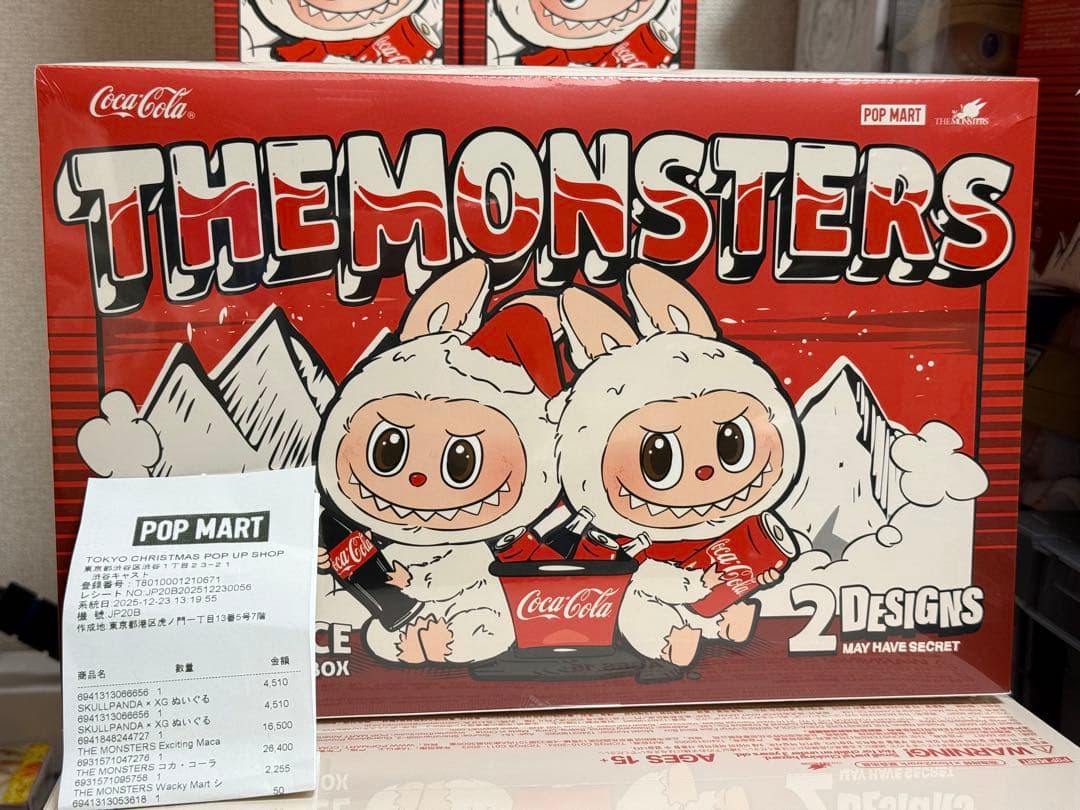 Coca-Cola
Coca-Cola
Coca-Cola®
POP MART
THEMONSTERS
THEMONSTERS
Coca-Cola
Coca-Cola
Coca-Cola
2 DESIGNS
MAY HAVE SECRET
CE
BOX
POP MART
TOKYO CHRISTMAS POP UP SHOP
東京都渋谷区渋谷1丁目23-21
渋谷キャスト
登録番号:T8010001210671
レシートNO:JP20B202512230056
系統日:2025-12-23 13:19:55
機 號:JP20B
作成地:東京都港区虎ノ門一丁目13番5号7階
商品名 数量 金額
6941313066656 1 4,510
SKULLPANDA × XG ぬいぐる
6941313066656 1 4,510
SKULLPANDA × XG ぬいぐる
6941848244727 1 16,500
THE MONSTERS Exciting Maca
6931571047276 1 26,400
THE MONSTERS コカ・コーラ
6931571095758 1 2,255
THE MONSTERS Wacky Mart シ
6941313053618 1 50
AGES 15+
WARNING!